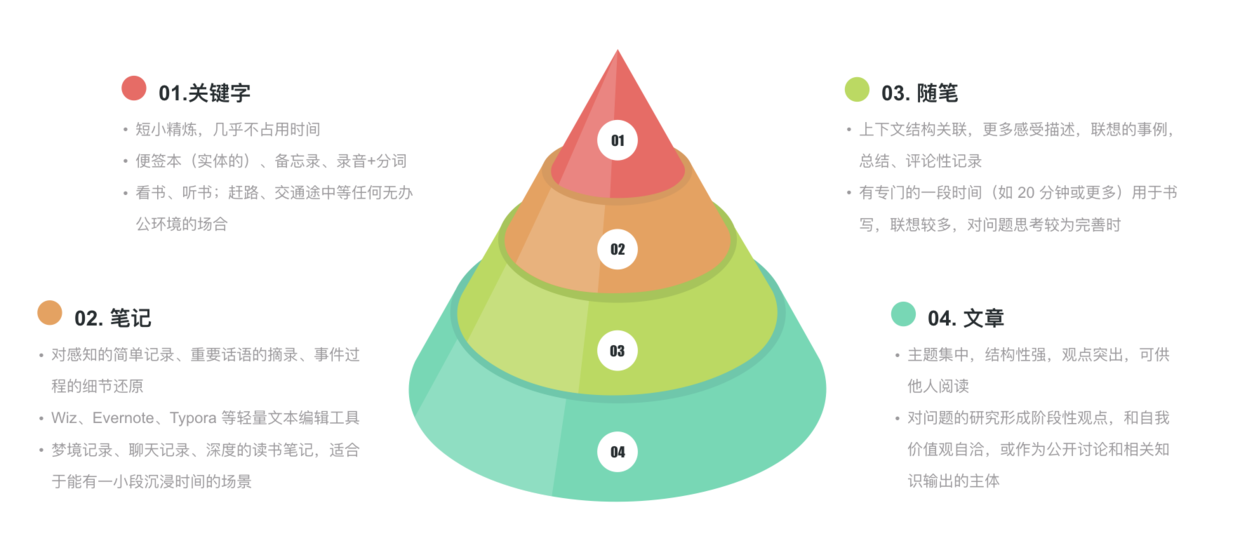 01.关键字
• 短小精炼，几乎不占用时间
• 便签本（实体的）、备忘录、录音+分词
• 看书、听书；赶路、交通途中等任何无办
公环境的场合
02. 笔记
• 对感知的简单记录、重要话语的摘录、事件过
程的细节还原
• Wiz、Evernote、Typora 等轻量文本编辑工具
• 梦境记录、聊天记录、深度的读书笔记，适合
于能有一小段沉浸时间的场景
01
02
03
04
03. 随笔
• 上下文结构关联，更多感受描述，联想的事例，
总结、评论性记录
• 有专门的一段时间（如 20 分钟或更多）用于书
写，联想较多，对问题思考较为完善时
04. 文章
• 主题集中，结构性强，观点突出，可供
他人阅读
• 对问题的研究形成阶段性观点，和自我
价值观自洽，或作为公开讨论和相关知
识输出的主体